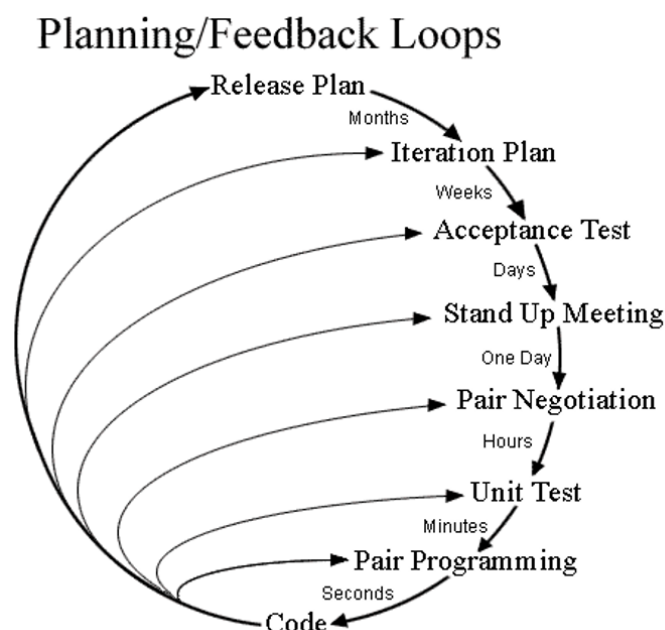 Planning/Feedback Loops
Release Plan
Months
Iteration Plan
Weeks
Acceptance Test
Days
Stand Up Meeting
One Day
Pair Negotiation
Hours
Unit Test
Minutes
Pair Programming
Seconds
Code